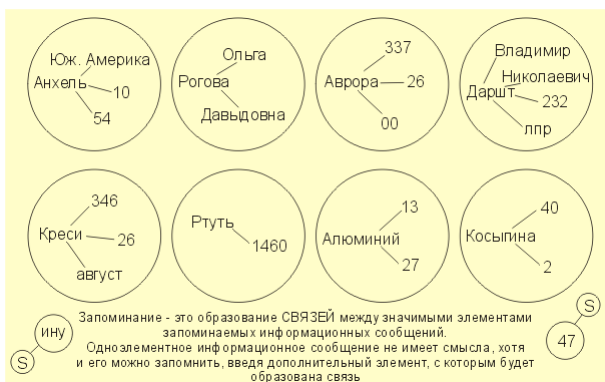 Юж. Америка
Анхель
10
54
Ольга
Рогова
Давыдовна
337
Аврора
26
00
Владимир
Николаевич
Даршт
232
лпр
346
Креси
26
август
Ртуть
1460
13
Алюминий
27
40
Косыгина
2
Запоминание - это образование СВЯЗЕЙ между значимыми элементами
запоминаемых информационных сообщений.
Одноэлементное информационное сообщение не имеет смысла, хотя
и его можно запомнить, введя дополнительный элемент, с которым будет
образована связь
ину
S
S
47